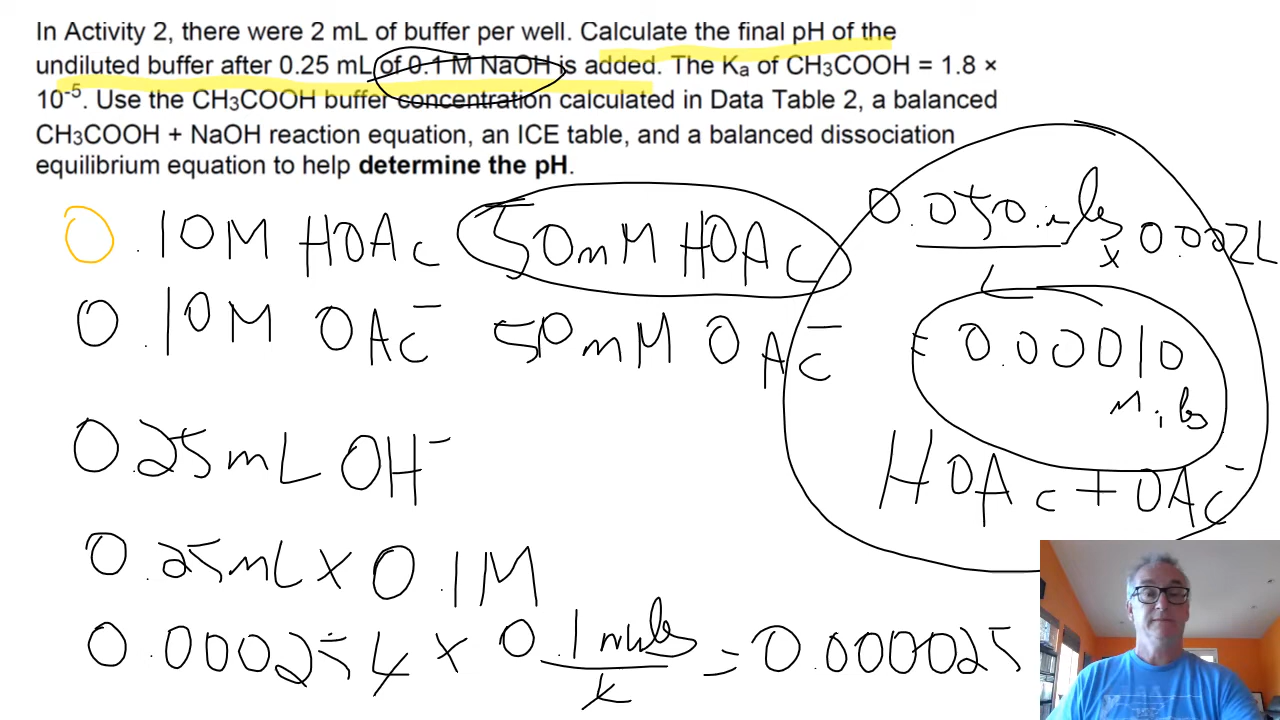 In Activity 2, there were 2 mL of buffer per well. Calculate the final pH of the
undiluted buffer after 0.25 mL of 0.1 M NaOH is added. The Ka of CH3COOH = 1.8 ×
10-5. Use the CH3COOH buffer concentration calculated in Data Table 2, a balanced
CH3COOH + NaOH reaction equation, an ICE table, and a balanced dissociation
equilibrium equation to help determine the pH.
0.10M HOAc 50mM HOAc
0.10M OAc⁻ 50mM OAc⁻
0.25mL OH⁻
0.25mL x 0.1M
0.00025L x 0.1 moles = 0.000025
L
0.050 moles x 0.002L
L
= 0.00010
Moles
HOAc + OAc⁻